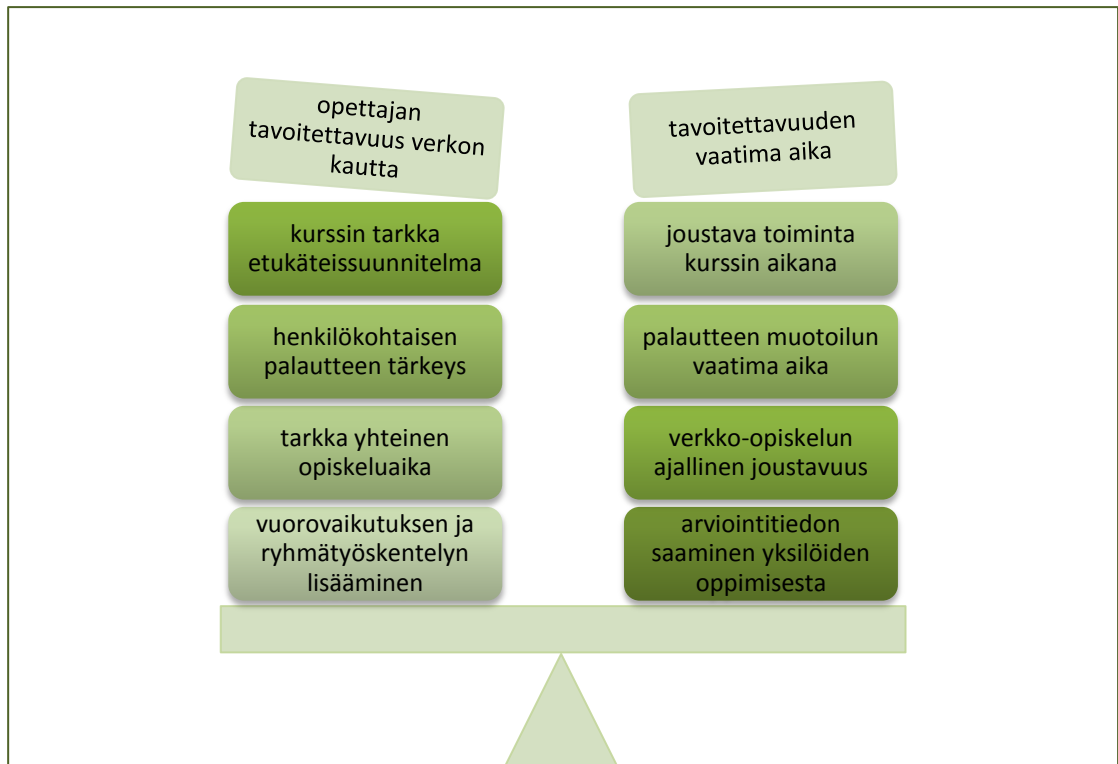 opettajan
tavoitettavuus verkon
kautta
tavoitettavuuden
vaatima aika
kurssin tarkka
etukäteissuunnitelma
joustava toiminta
kurssin aikana
henkilökohtaisen
palautteen tärkeys
palautteen muotoilun
vaatima aika
tarkka yhteinen
opiskeluaika
verkko-opiskelun
ajallinen joustavuus
vuorovaikutuksen ja
ryhmätyöskentelyn
lisääminen
arviointitiedon
saaminen yksilöiden
oppimisesta